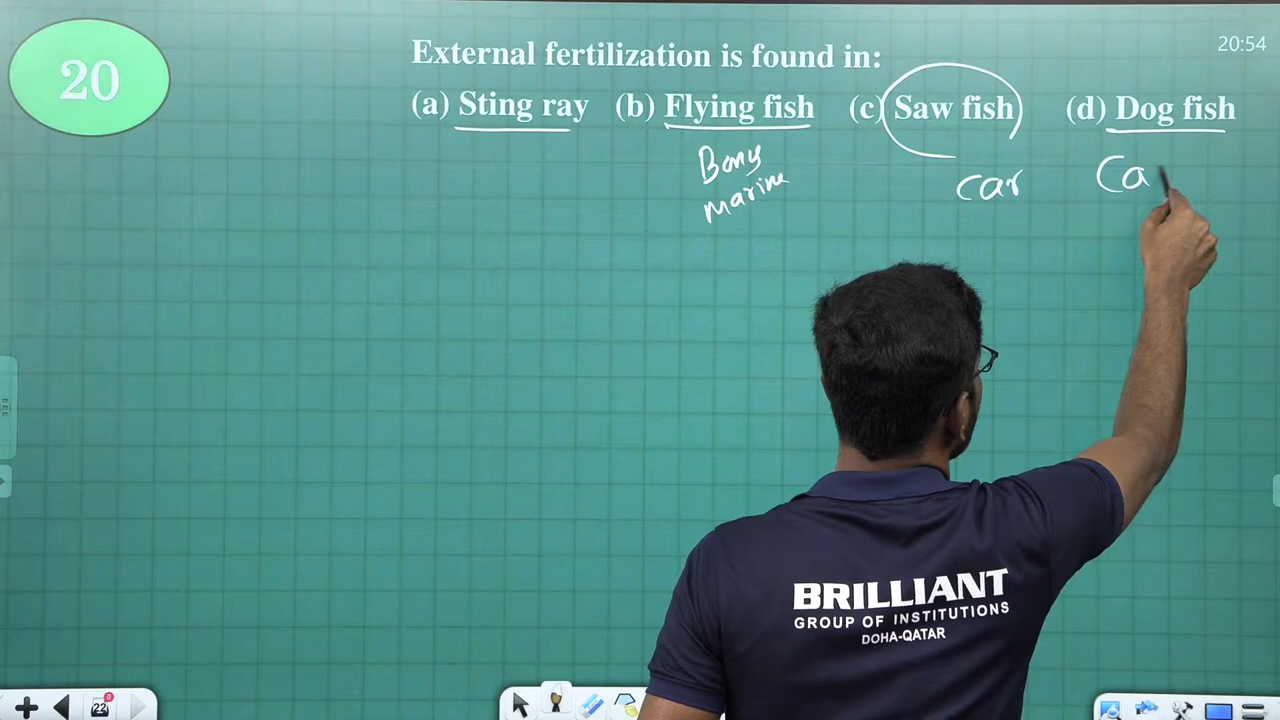 20
External fertilization is found in:
20:54
(a) Sting ray (b) Flying fish (c) Saw fish (d) Dog fish
Bony
marine
car
Ca
BRILLIANT
GROUP OF INSTITUTIONS
DOHA-QATAR
22
0